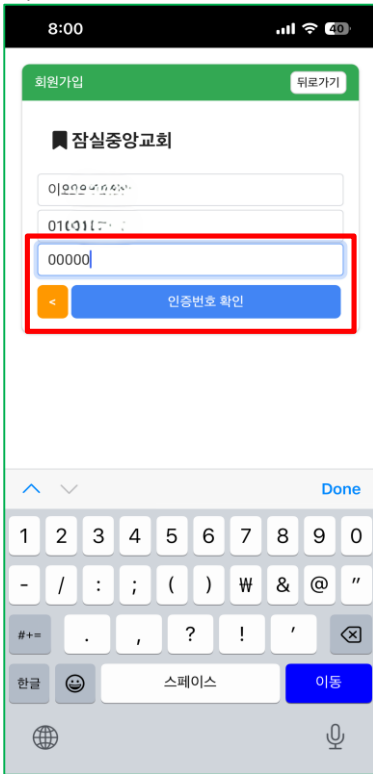 8:00
40
회원가입
뒤로가기
잠실중앙교회
00000
<
인증번호 확인
Done
1 2 3 4 5 6 7 8 9 0
- / : ; ( ) ₩ & @ "
#+= . , ? ! '
한글 스페이스 이동